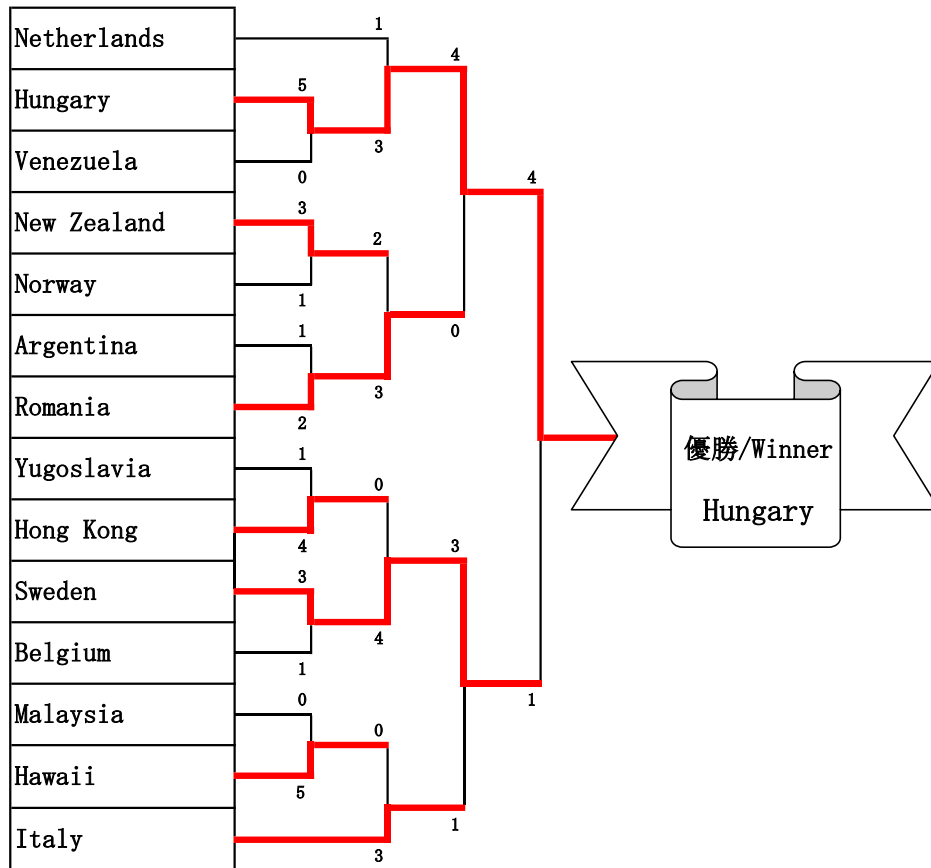 Netherlands
1
4
Hungary
5
3
Venezuela
0
4
New Zealand
3
2
Norway
1
0
Argentina
1
3
Romania
2
Yugoslavia
1
0
Hong Kong
4
3
Sweden
3
4
Belgium
1
1
Malaysia
0
0
Hawaii
5
1
Italy
3
優勝/Winner
Hungary